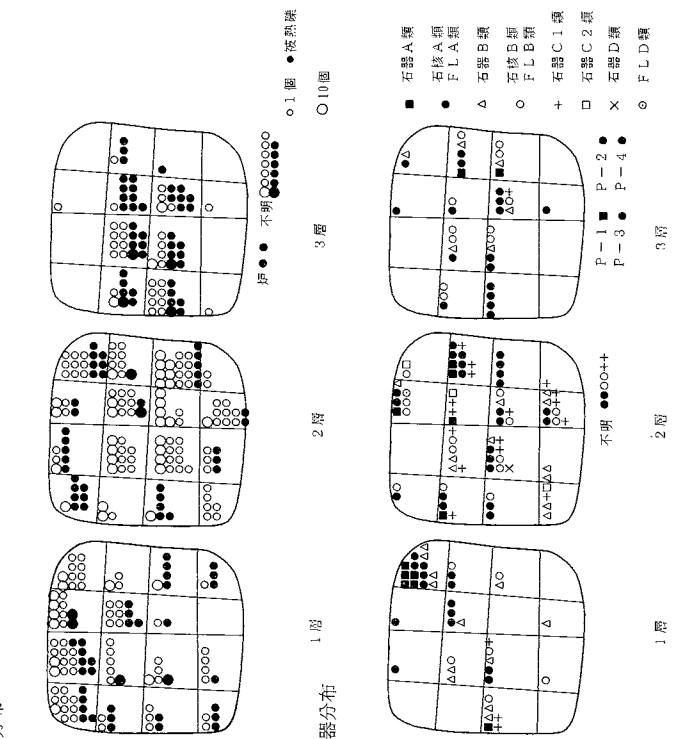 分布
1層
2層
3層
炉
不明
1個
被熱礫
10個
器分布
1層
2層
3層
不明
P-1
P-2
P-3
P-4
石器A類
石核A類
FLA類
石器B類
石核B類
FLB類
石器C1類
石器C2類
石器D類
FLD類